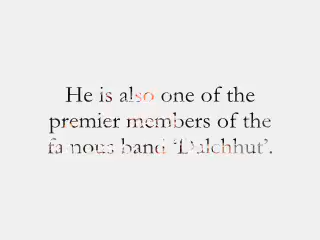 He is also one of the
premier members of the
famous band ‘Dalchhut’.